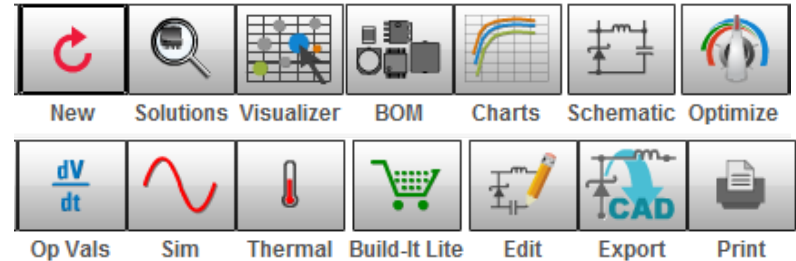 New Solutions Visualizer BOM Charts Schematic Optimize
dV
dt
CAD
Op Vals Sim Thermal Build-It Lite Edit Export Print